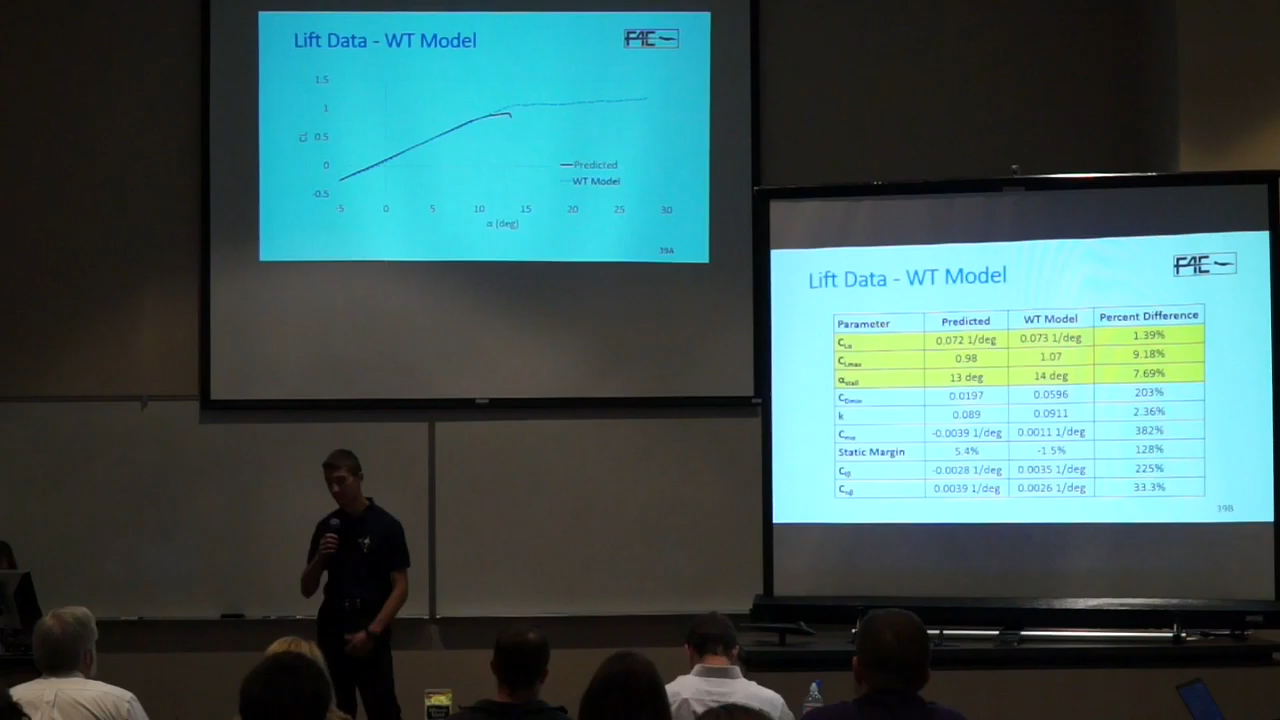 Lift Data - WT Model
F4E
1.5
1
0.5
0
-0.5
CL
-5 0 5 10 15 20 25 30
α (deg)
Predicted
WT Model
39A
Lift Data - WT Model
F4E
Parameter Predicted WT Model Percent Difference
CLα 0.072 1/deg 0.073 1/deg 1.39%
CLmax 0.98 1.07 9.18%
αstall 13 deg 14 deg 7.69%
CDmin 0.0197 0.0596 203%
k 0.089 0.0911 2.36%
Cmα -0.0039 1/deg 0.0011 1/deg 382%
Static Margin 5.4% -1.5% 128%
Clβ -0.0028 1/deg 0.0035 1/deg 225%
Cnβ 0.0039 1/deg 0.0026 1/deg 33.3%
39B